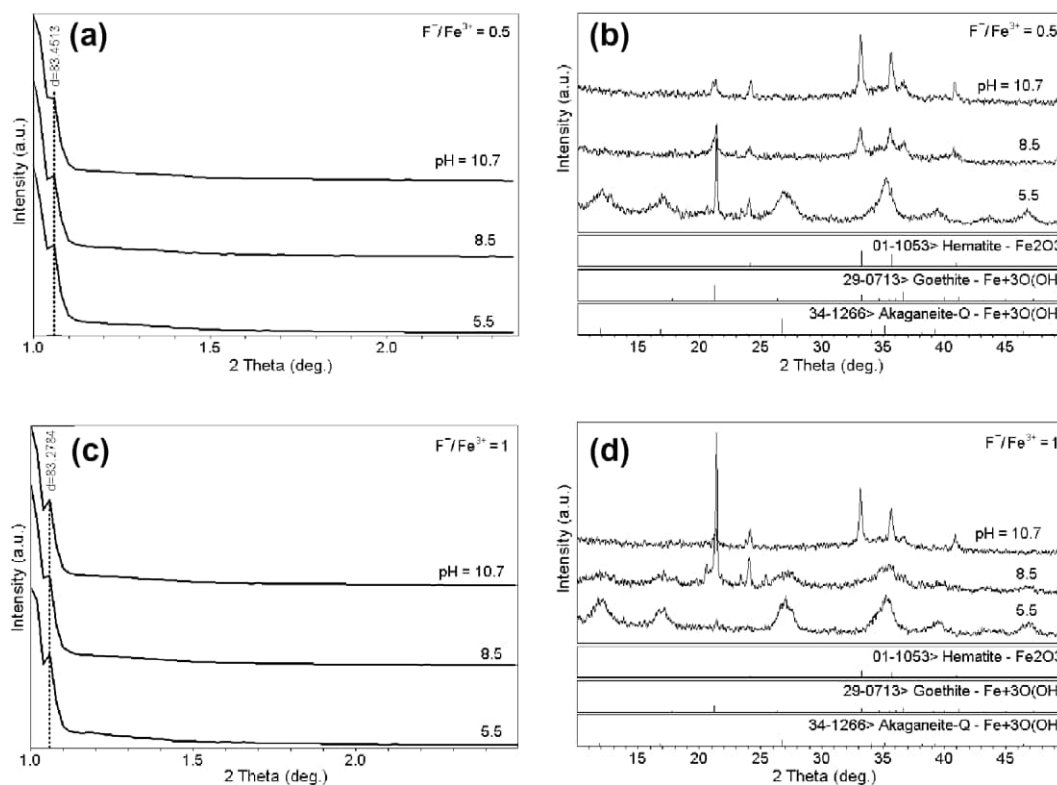 (a)
F⁻/Fe³⁺ = 0.5
d=83.4513
pH = 10.7
8.5
5.5
Intensity (a.u.)
1.0 1.5 2.0
2 Theta (deg.)
(b)
F⁻/Fe³⁺ = 0.5
pH = 10.7
8.5
5.5
Intensity (a.u.)
01-1053> Hematite - Fe2O3
29-0713> Goethite - Fe+3O(OH
34-1266> Akaganeite-Q - Fe+3O(OH
15 20 25 30 35 40 45
2 Theta (deg.)
(c)
F⁻/Fe³⁺ = 1
d=83.2784
pH = 10.7
8.5
5.5
Intensity (a.u.)
1.0 1.5 2.0
2 Theta (deg.)
(d)
F⁻/Fe³⁺ = 1
pH = 10.7
8.5
5.5
Intensity (a.u.)
01-1053> Hematite - Fe2O3
29-0713> Goethite - Fe+3O(OH
34-1266> Akaganeite-Q - Fe+3O(OH
15 20 25 30 35 40 45
2 Theta (deg.)